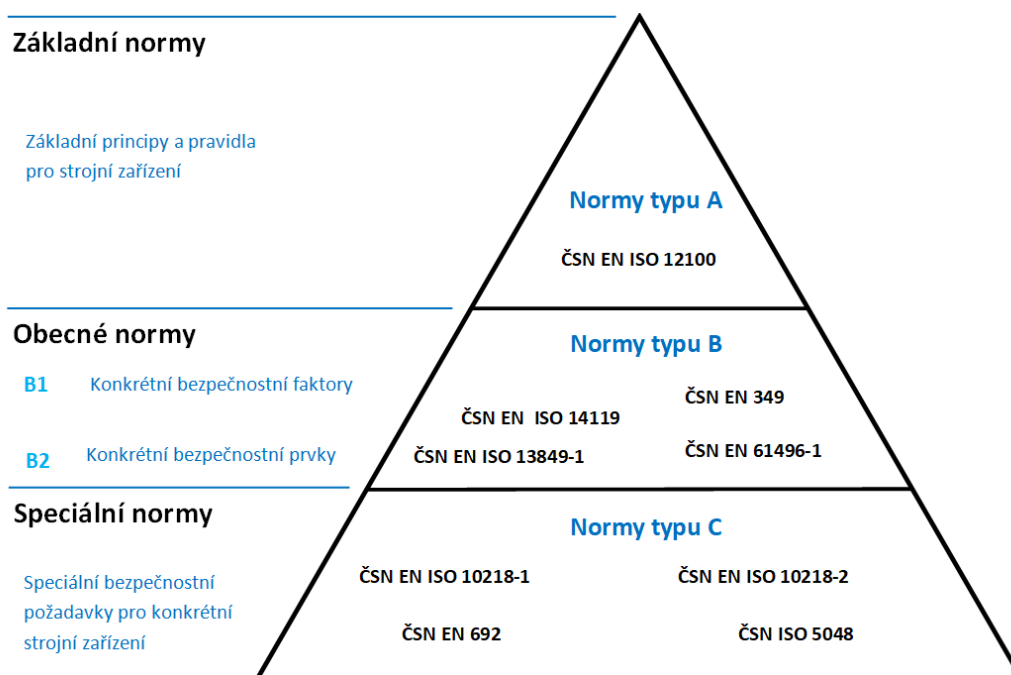 Základní normy
Základní principy a pravidla
pro strojní zařízení
Normy typu A
ČSN EN ISO 12100
Obecné normy
Normy typu B
B1 Konkrétní bezpečnostní faktory
ČSN EN 349
ČSN EN ISO 14119
B2 Konkrétní bezpečnostní prvky
ČSN EN ISO 13849-1
ČSN EN 61496-1
Speciální normy
Normy typu C
Speciální bezpečnostní
požadavky pro konkrétní
strojní zařízení
ČSN EN ISO 10218-1
ČSN EN ISO 10218-2
ČSN EN 692
ČSN ISO 5048